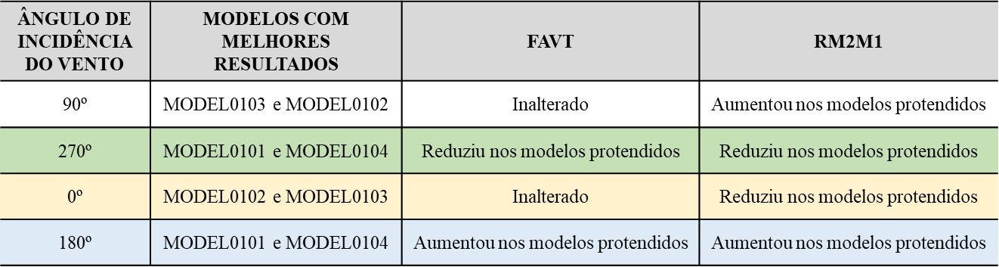 ÂNGULO DE
INCIDÊNCIA
DO VENTO
MODELOS COM
MELHORES
RESULTADOS
FAVT
RM2M1
90º
MODEL0103 e MODEL0102
Inalterado
Aumentou nos modelos protendidos
270º
MODEL0101 e MODEL0104
Reduziu nos modelos protendidos
Reduziu nos modelos protendidos
0º
MODEL0102 e MODEL0103
Inalterado
Reduziu nos modelos protendidos
180º
MODEL0101 e MODEL0104
Aumentou nos modelos protendidos
Aumentou nos modelos protendidos